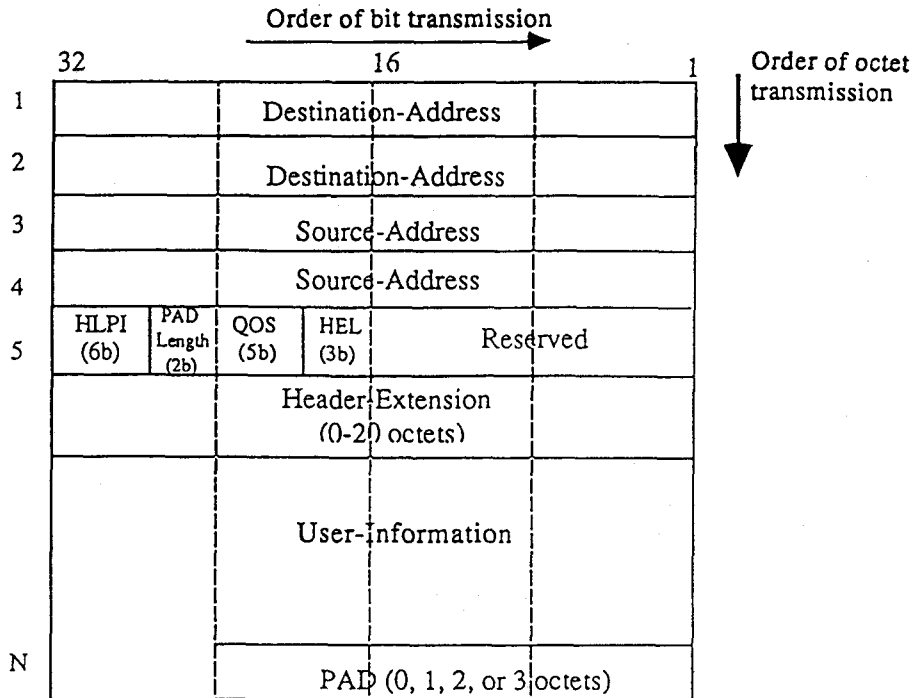 Order of bit transmission
32 16 1
Order of octet
transmission
1
Destination-Address
2
Destination-Address
3
Source-Address
4
Source-Address
5
HLPI
(6b)
PAD
Length
(2b)
QOS
(5b)
HEL
(3b)
Reserved
Header-Extension
(0-20 octets)
User-Information
N
PAD (0, 1, 2, or 3 octets)